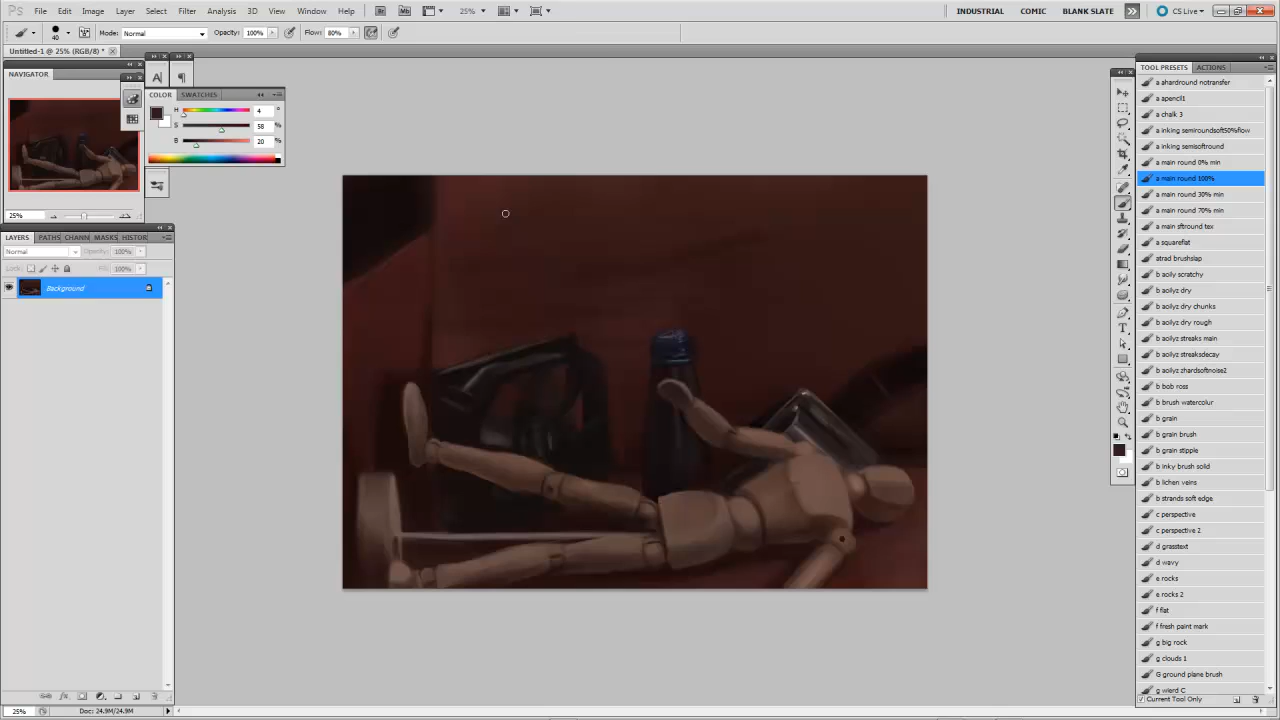 Ps File Edit Image Layer Select Filter Analysis 3D View Window Help Br Mb 25% INDUSTRIAL COMIC BLANK SLATE CS Live
40 Mode: Normal Opacity: 100% Flow: 80%
Untitled-1 @ 25% (RGB/8) *
NAVIGATOR
25%
A
COLOR SWATCHES
H 4 °
S 58 %
B 20 %
LAYERS PATHS CHANN MASKS HISTOR
Normal Opacity: 100%
Lock: Fill: 100%
Background
25% Doc: 24.9M/24.9M
TOOL PRESETS ACTIONS
a ahardround notransfer
a apencil1
a chalk 3
a inking semiroundsoft50%flow
a inking semisoftround
a main round 0% min
a main round 100%
a main round 30% min
a main round 70% min
a main sftround tex
a squareflat
atrad brushslap
b aoily scratchy
b aoilyz dry
b aoilyz dry chunks
b aoilyz dry rough
b aoilyz streaks main
b aoilyz streaksdecay
b aoilyz zhardsoftnoise2
b bob ross
b brush watercolur
b grain
b grain brush
b grain stipple
b inky brush solid
b lichen veins
b strands soft edge
c perspective
c perspective 2
d grasstext
d wavy
e rocks
e rocks 2
f flat
f fresh paint mark
g big rock
g clouds 1
G ground plane brush
g wierd C
Current Tool Only